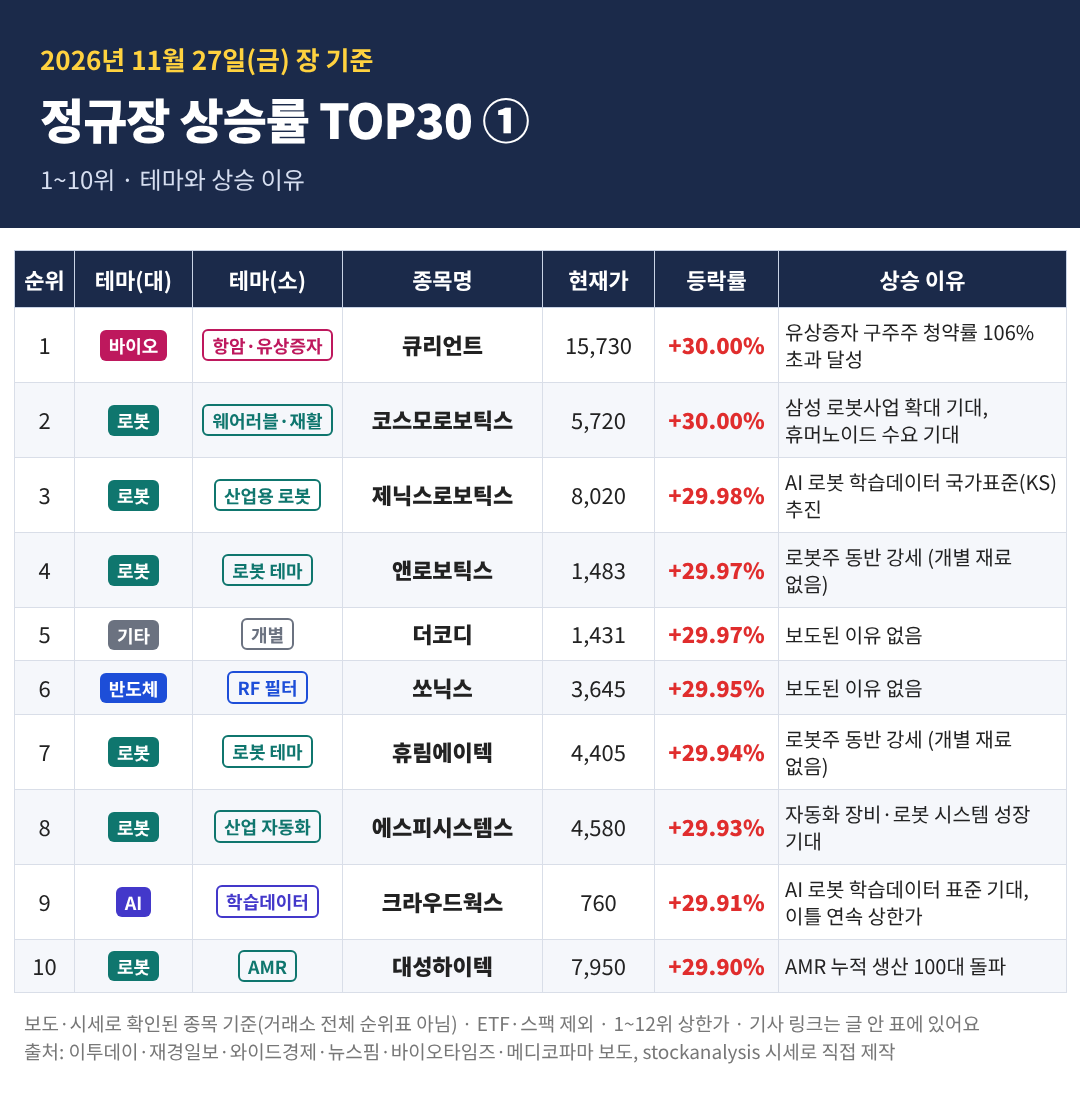 2026년 11월 27일(금) 장 기준
정규장 상승률 TOP30 ①
1~10위 · 테마와 상승 이유
순위 테마(대) 테마(소) 종목명 현재가 등락률 상승 이유
1 바이오 항암·유상증자 큐리언트 15,730 +30.00% 유상증자 구주주 청약률 106%
초과 달성
2 로봇 웨어러블·재활 코스모로보틱스 5,720 +30.00% 삼성 로봇사업 확대 기대,
휴머노이드 수요 기대
3 로봇 산업용 로봇 제닉스로보틱스 8,020 +29.98% AI 로봇 학습데이터 국가표준(KS)
추진
4 로봇 로봇 테마 앤로보틱스 1,483 +29.97% 로봇주 동반 강세 (개별 재료
없음)
5 기타 개별 더코디 1,431 +29.97% 보도된 이유 없음
6 반도체 RF 필터 쏘닉스 3,645 +29.95% 보도된 이유 없음
7 로봇 로봇 테마 휴림에이텍 4,405 +29.94% 로봇주 동반 강세 (개별 재료
없음)
8 로봇 산업 자동화 에스피시스템스 4,580 +29.93% 자동화 장비·로봇 시스템 성장
기대
9 AI 학습데이터 크라우드웍스 760 +29.91% AI 로봇 학습데이터 표준 기대,
이틀 연속 상한가
10 로봇 AMR 대성하이텍 7,950 +29.90% AMR 누적 생산 100대 돌파
보도·시세로 확인된 종목 기준(거래소 전체 순위표 아님) · ETF·스팩 제외 · 1~12위 상한가 · 기사 링크는 글 안 표에 있어요
출처: 이투데이·재경일보·와이드경제·뉴스핌·바이오타임즈·메디코파마 보도, stockanalysis 시세로 직접 제작